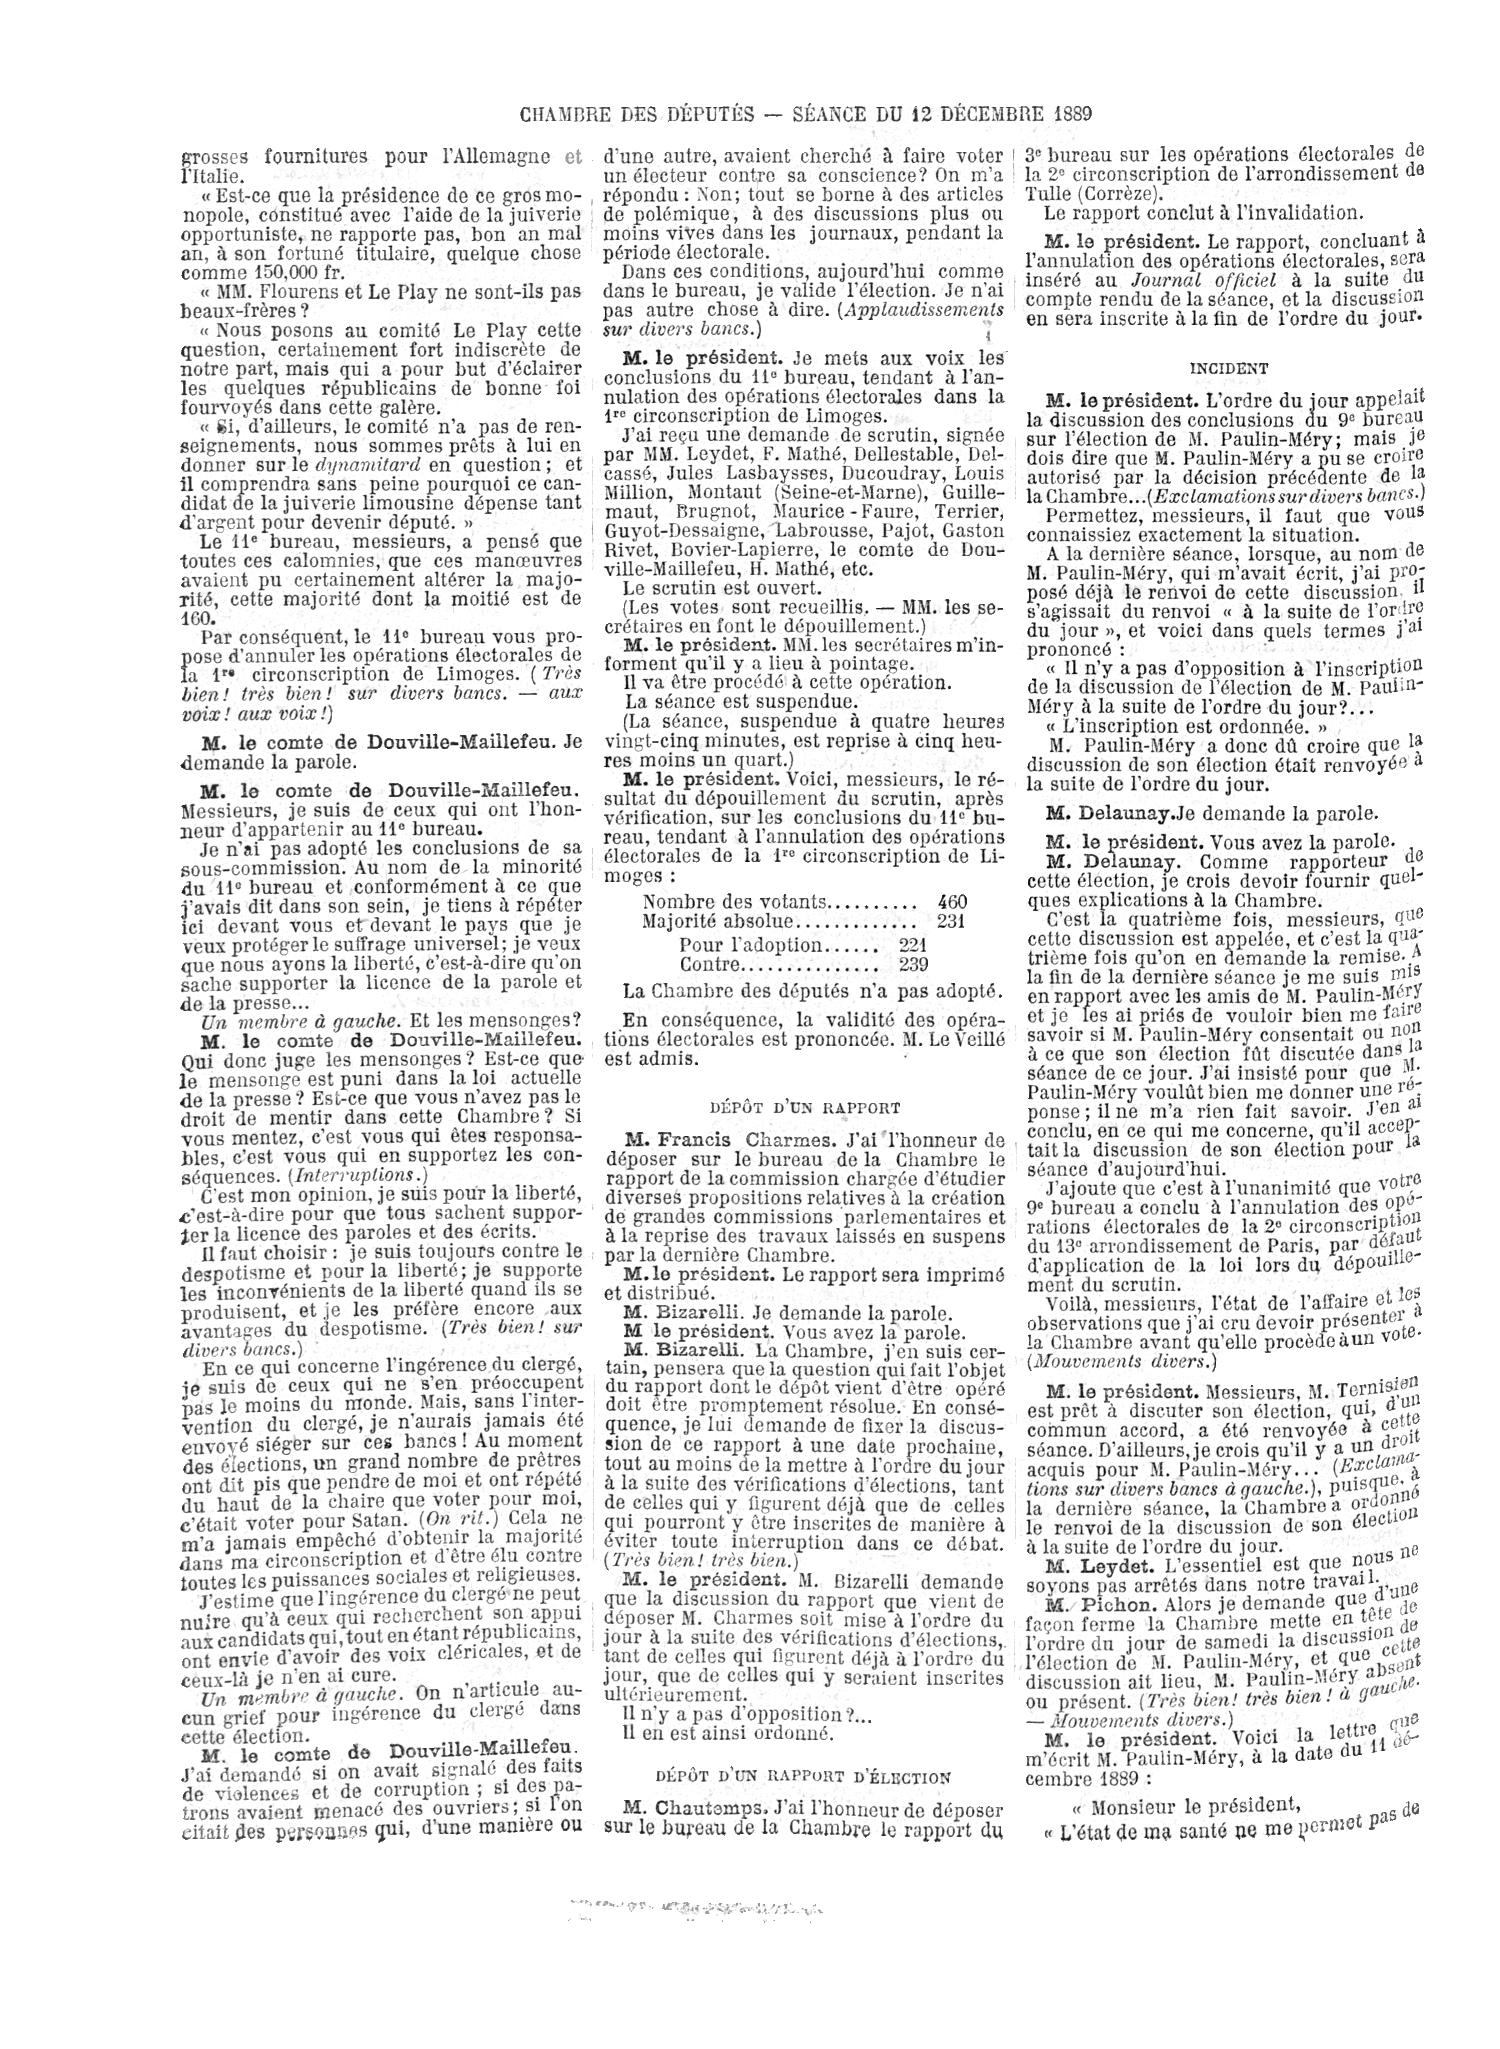 CHAMBRE DES DÉPUTÉS — SÉANCE DU 12 DÉCEMBRE 1889
grosses fournitures pour l'Allemagne et
l'Italie.
« Est-ce que la présidence de ce gros mo-
nopole, constitué avec l'aide de la juiverie
opportuniste, ne rapporte pas, bon an mal
an, à son fortuné titulaire, quelque chose
comme 150,000 fr.
« MM. Flourens et Le Play ne sont-ils pas
beaux-frères ?
« Nous posons au comité Le Play cette
question, certainement fort indiscrète de
notre part, mais qui a pour but d'éclairer
les quelques républicains de bonne foi
fourvoyés dans cette galère.
« Si, d'ailleurs, le comité n'a pas de ren-
seignements, nous sommes prêts à lui en
donner sur le dynamitard en question ; et
il comprendra sans peine pourquoi ce can-
didat de la juiverie limousine dépense tant
d'argent pour devenir député. »
Le 11e bureau, messieurs, a pensé que
toutes ces calomnies, que ces manœuvres
avaient pu certainement altérer la majo-
rité, cette majorité dont la moitié est de
160.
Par conséquent, le 11e bureau vous pro-
pose d'annuler les opérations électorales de
la 1re circonscription de Limoges. (Très
bien ! très bien ! sur divers bancs. — aux
voix ! aux voix !)
M. le comte de Douville-Maillefeu. Je
demande la parole.
M. le comte de Douville-Maillefeu.
Messieurs, je suis de ceux qui ont l'hon-
neur d'appartenir au 11e bureau.
Je n'ai pas adopté les conclusions de sa
sous-commission. Au nom de la minorité
du 11e bureau et conformément à ce que
j'avais dit dans son sein, je tiens à répéter
ici devant vous et devant le pays que je
veux protéger le suffrage universel ; je veux
que nous ayons la liberté, c'est-à-dire qu'on
sache supporter la licence de la parole et
de la presse...
Un membre à gauche. Et les mensonges ?
M. le comte de Douville-Maillefeu.
Qui donc juge les mensonges ? Est-ce que
le mensonge est puni dans la loi actuelle
de la presse ? Est-ce que vous n'avez pas le
droit de mentir dans cette Chambre ? Si
vous mentez, c'est vous qui êtes responsa-
bles, c'est vous qui en supportez les con-
séquences. (Interruptions.)
C'est mon opinion, je suis pour la liberté,
c'est-à-dire pour que tous sachent suppor-
ter la licence des paroles et des écrits.
Il faut choisir : je suis toujours contre le
despotisme et pour la liberté ; je supporte
les inconvénients de la liberté quand ils se
produisent, et je les préfère encore aux
avantages du despotisme. (Très bien ! sur
divers bancs.)
En ce qui concerne l'ingérence du clergé,
je suis de ceux qui ne s'en préoccupent
pas le moins du monde. Mais, sans l'inter-
vention du clergé, je n'aurais jamais été
envoyé siéger sur ces bancs ! Au moment
des élections, un grand nombre de prêtres
ont dit pis que pendre de moi et ont répété
du haut de la chaire que voter pour moi,
c'était voter pour Satan. (On rit.) Cela ne
m'a jamais empêché d'obtenir la majorité
dans ma circonscription et d'être élu contre
toutes les puissances sociales et religieuses.
J'estime que l'ingérence du clergé ne peut
nuire qu'à ceux qui recherchent son appui
aux candidats qui, tout en étant républicains,
ont envie d'avoir des voix cléricales, et de
ceux-là je n'en ai cure.
Un membre à gauche. On n'articule au-
cun grief pour ingérence du clergé dans
cette élection.
M. le comte de Douville-Maillefeu.
J'ai demandé si on avait signalé des faits
de violences et de corruption ; si des pa-
trons avaient menacé des ouvriers ; si l'on
citait des personnes qui, d'une manière ou
d'une autre, avaient cherché à faire voter
un électeur contre sa conscience ? On m'a
répondu : Non ; tout se borne à des articles
de polémique, à des discussions plus ou
moins vives dans les journaux, pendant la
période électorale.
Dans ces conditions, aujourd'hui comme
dans le bureau, je valide l'élection. Je n'ai
pas autre chose à dire. (Applaudissements
sur divers bancs.)
M. le président. Je mets aux voix les
conclusions du 11e bureau, tendant à l'an-
nulation des opérations électorales dans la
1re circonscription de Limoges.
J'ai reçu une demande de scrutin, signée
par MM. Leydet, F. Mathé, Dellestable, Del-
cassé, Jules Lasbaysses, Ducoudray, Louis
Million, Montaut (Seine-et-Marne), Guille-
maut, Brugnot, Maurice-Faure, Terrier,
Guyot-Dessaigne, Labrousse, Pajot, Gaston
Rivet, Bovier-Lapierre, le comte de Dou-
ville-Maillefeu, H. Mathé, etc.
Le scrutin est ouvert.
(Les votes sont recueillis. — MM. les se-
crétaires en font le dépouillement.)
M. le président. MM. les secrétaires m'in-
forment qu'il y a lieu à pointage.
Il va être procédé à cette opération.
La séance est suspendue.
(La séance, suspendue à quatre heures
vingt-cinq minutes, est reprise à cinq heu-
res moins un quart.)
M. le président. Voici, messieurs, le ré-
sultat du dépouillement du scrutin, après
vérification, sur les conclusions du 11e bu-
reau, tendant à l'annulation des opérations
électorales de la 1re circonscription de Li-
moges :
Nombre des votants.......... 460
Majorité absolue............. 231
Pour l'adoption...... 221
Contre............... 239
La Chambre des députés n'a pas adopté.
En conséquence, la validité des opéra-
tions électorales est prononcée. M. Le Veillé
est admis.
DÉPÔT D'UN RAPPORT
M. Francis Charmes. J'ai l'honneur de
déposer sur le bureau de la Chambre le
rapport de la commission chargée d'étudier
diverses propositions relatives à la création
de grandes commissions parlementaires et
à la reprise des travaux laissés en suspens
par la dernière Chambre.
M. le président. Le rapport sera imprimé
et distribué.
M. Bizarelli. Je demande la parole.
M le président. Vous avez la parole.
M. Bizarelli. La Chambre, j'en suis cer-
tain, pensera que la question qui fait l'objet
du rapport dont le dépôt vient d'être opéré
doit être promptement résolue. En consé-
quence, je lui demande de fixer la discus-
sion de ce rapport à une date prochaine,
tout au moins de la mettre à l'ordre du jour
à la suite des vérifications d'élections, tant
de celles qui y figurent déjà que de celles
qui pourront y être inscrites de manière à
éviter toute interruption dans ce débat.
(Très bien ! très bien.)
M. le président. M. Bizarelli demande
que la discussion du rapport que vient de
déposer M. Charmes soit mise à l'ordre du
jour à la suite des vérifications d'élections,
tant de celles qui figurent déjà à l'ordre du
jour, que de celles qui y seraient inscrites
ultérieurement.
Il n'y a pas d'opposition ?...
Il en est ainsi ordonné.
DÉPÔT D'UN RAPPORT D'ÉLECTION
M. Chautemps. J'ai l'honneur de déposer
sur le bureau de la Chambre le rapport du
3e bureau sur les opérations électorales de
la 2e circonscription de l'arrondissement de
Tulle (Corrèze).
Le rapport conclut à l'invalidation.
M. le président. Le rapport, concluant à
l'annulation des opérations électorales, sera
inséré au Journal officiel à la suite du
compte rendu de la séance, et la discussion
en sera inscrite à la fin de l'ordre du jour.
INCIDENT
M. le président. L'ordre du jour appelait
la discussion des conclusions du 9e bureau
sur l'élection de M. Paulin-Méry ; mais je
dois dire que M. Paulin-Méry a pu se croire
autorisé par la décision précédente de la
la Chambre...(Exclamations sur divers bancs.)
Permettez, messieurs, il faut que vous
connaissiez exactement la situation.
A la dernière séance, lorsque, au nom de
M. Paulin-Méry, qui m'avait écrit, j'ai pro-
posé déjà le renvoi de cette discussion, il
s'agissait du renvoi « à la suite de l'ordre
du jour », et voici dans quels termes j'ai
prononcé :
« Il n'y a pas d'opposition à l'inscription
de la discussion de l'élection de M. Paulin-
Méry à la suite de l'ordre du jour?...
« L'inscription est ordonnée. »
M. Paulin-Méry a donc dû croire que la
discussion de son élection était renvoyée à
la suite de l'ordre du jour.
M. Delaunay.Je demande la parole.
M. le président. Vous avez la parole.
M. Delaunay. Comme rapporteur de
cette élection, je crois devoir fournir quel-
ques explications à la Chambre.
C'est la quatrième fois, messieurs, que
cette discussion est appelée, et c'est la qua-
trième fois qu'on en demande la remise. A
la fin de la dernière séance je me suis mis
en rapport avec les amis de M. Paulin-Méry
et je les ai priés de vouloir bien me faire
savoir si M. Paulin-Méry consentait ou non
à ce que son élection fût discutée dans la
séance de ce jour. J'ai insisté pour que M.
Paulin-Méry voulût bien me donner une ré-
ponse ; il ne m'a rien fait savoir. J'en ai
conclu, en ce qui me concerne, qu'il accep-
tait la discussion de son élection pour la
séance d'aujourd'hui.
J'ajoute que c'est à l'unanimité que votre
9e bureau a conclu à l'annulation des opé-
rations électorales de la 2e circonscription
du 13e arrondissement de Paris, par défaut
d'application de la loi lors du dépouille-
ment du scrutin.
Voilà, messieurs, l'état de l'affaire et les
observations que j'ai cru devoir présenter à
la Chambre avant qu'elle procède à un vote.
(Mouvements divers.)
M. le président. Messieurs, M. Ternisien
est prêt à discuter son élection, qui, d'un
commun accord, a été renvoyée à cette
séance. D'ailleurs, je crois qu'il y a un droit
acquis pour M. Paulin-Méry... (Exclama-
tions sur divers bancs à gauche.), puisque, à
la dernière séance, la Chambre a ordonné
le renvoi de la discussion de son élection
à la suite de l'ordre du jour.
M. Leydet. L'essentiel est que nous ne
soyons pas arrêtés dans notre travail.
M. Pichon. Alors je demande que d'une
façon ferme la Chambre mette en tête de
l'ordre du jour de samedi la discussion de
l'élection de M. Paulin-Méry, et que cette
discussion ait lieu, M. Paulin-Méry absent
ou présent. (Très bien ! très bien ! à gauche.
— Mouvements divers.)
M. le président. Voici la lettre que
m'écrit M. Paulin-Méry, à la date du 11 dé-
cembre 1889 :
« Monsieur le président,
« L'état de ma santé ne me permet pas de